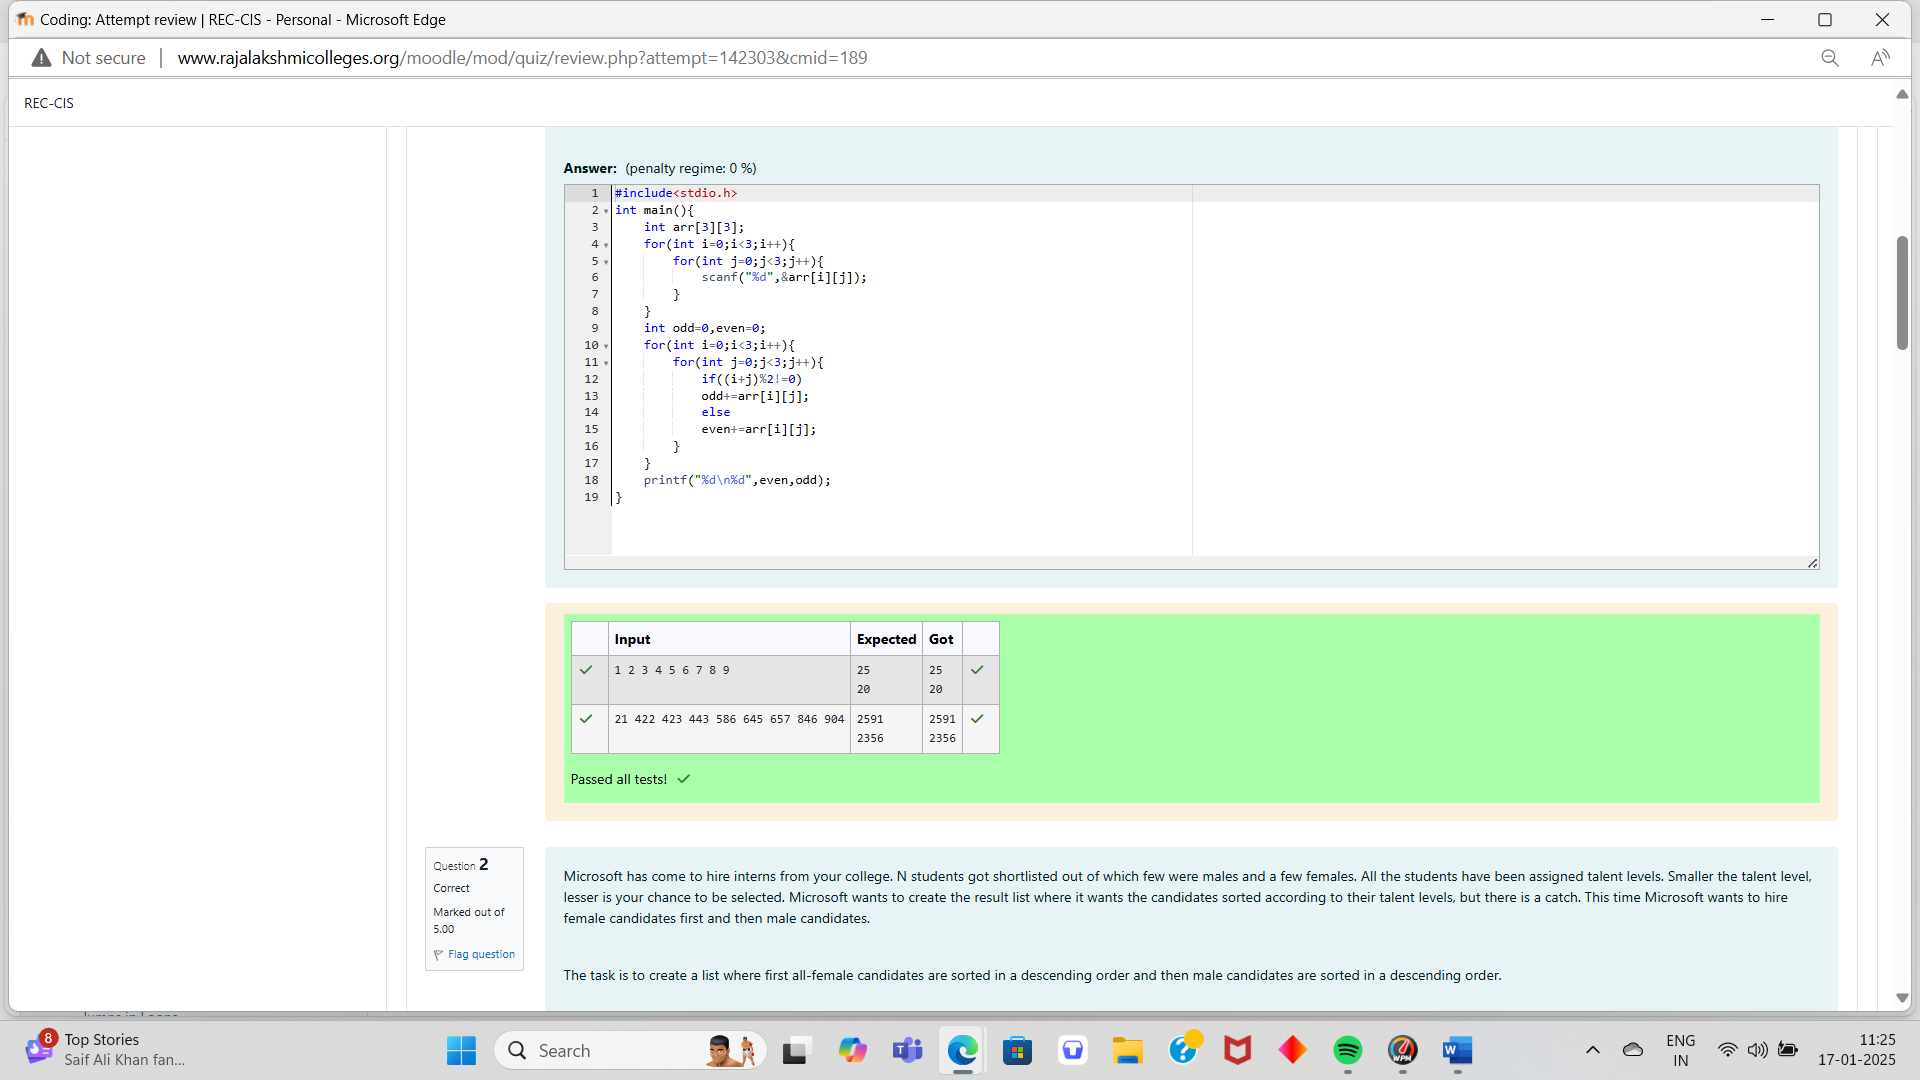 Coding: Attempt review | REC-CIS - Personal - Microsoft Edge
Not secure | www.rajalakshmicolleges.org/moodle/mod/quiz/review.php?attempt=142303&cmid=189
REC-CIS
Answer: (penalty regime: 0 %)
1 #include<stdio.h>
2 int main(){
3 int arr[3][3];
4 for(int i=0;i<3;i++){
5 for(int j=0;j<3;j++){
6 scanf("%d",&arr[i][j]);
7 }
8 }
9 int odd=0,even=0;
10 for(int i=0;i<3;i++){
11 for(int j=0;j<3;j++){
12 if((i+j)%2!=0)
13 odd+=arr[i][j];
14 else
15 even+=arr[i][j];
16 }
17 }
18 printf("%d\n%d",even,odd);
19 }
Input Expected Got
1 2 3 4 5 6 7 8 9 25 25
20 20
21 422 423 443 586 645 657 846 904 2591 2591
2356 2356
Passed all tests!
Question 2
Correct
Marked out of
5.00
Flag question
Microsoft has come to hire interns from your college. N students got shortlisted out of which few were males and a few females. All the students have been assigned talent levels. Smaller the talent level,
lesser is your chance to be selected. Microsoft wants to create the result list where it wants the candidates sorted according to their talent levels, but there is a catch. This time Microsoft wants to hire
female candidates first and then male candidates.
The task is to create a list where first all-female candidates are sorted in a descending order and then male candidates are sorted in a descending order.
8
Top Stories
Saif Ali Khan fan...
Search
WPM
W
ENG
IN
11:25
17-01-2025